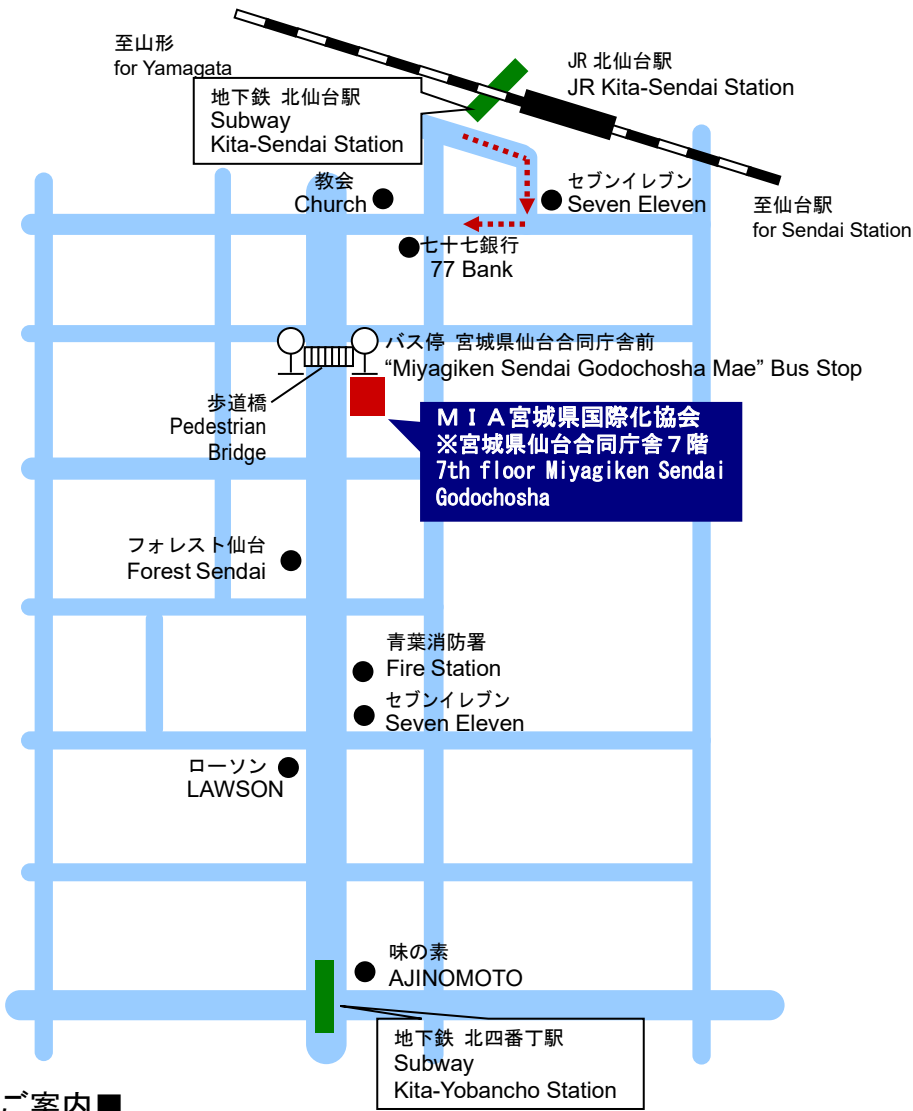 至山形
for Yamagata
JR 北仙台駅
JR Kita-Sendai Station
地下鉄 北仙台駅
Subway
Kita-Sendai Station
教会
Church
セブンイレブン
Seven Eleven
至仙台駅
for Sendai Station
七十七銀行
77 Bank
バス停 宮城県仙台合同庁舎前
“Miyagiken Sendai Godochosha Mae” Bus Stop
歩道橋
Pedestrian
Bridge
ＭＩＡ宮城県国際化協会
※宮城県仙台合同庁舎７階
7th floor Miyagiken Sendai
Godochosha
フォレスト仙台
Forest Sendai
青葉消防署
Fire Station
セブンイレブン
Seven Eleven
ローソン
LAWSON
味の素
AJINOMOTO
地下鉄 北四番丁駅
Subway
Kita-Yobancho Station
ご案内■